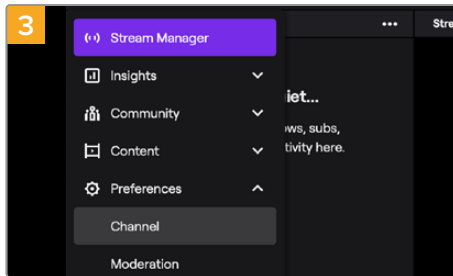 3
Stream Manager
Stre
Insights
iet...
Community
ows, subs,
Content
tivity here.
Preferences
Channel
Moderation